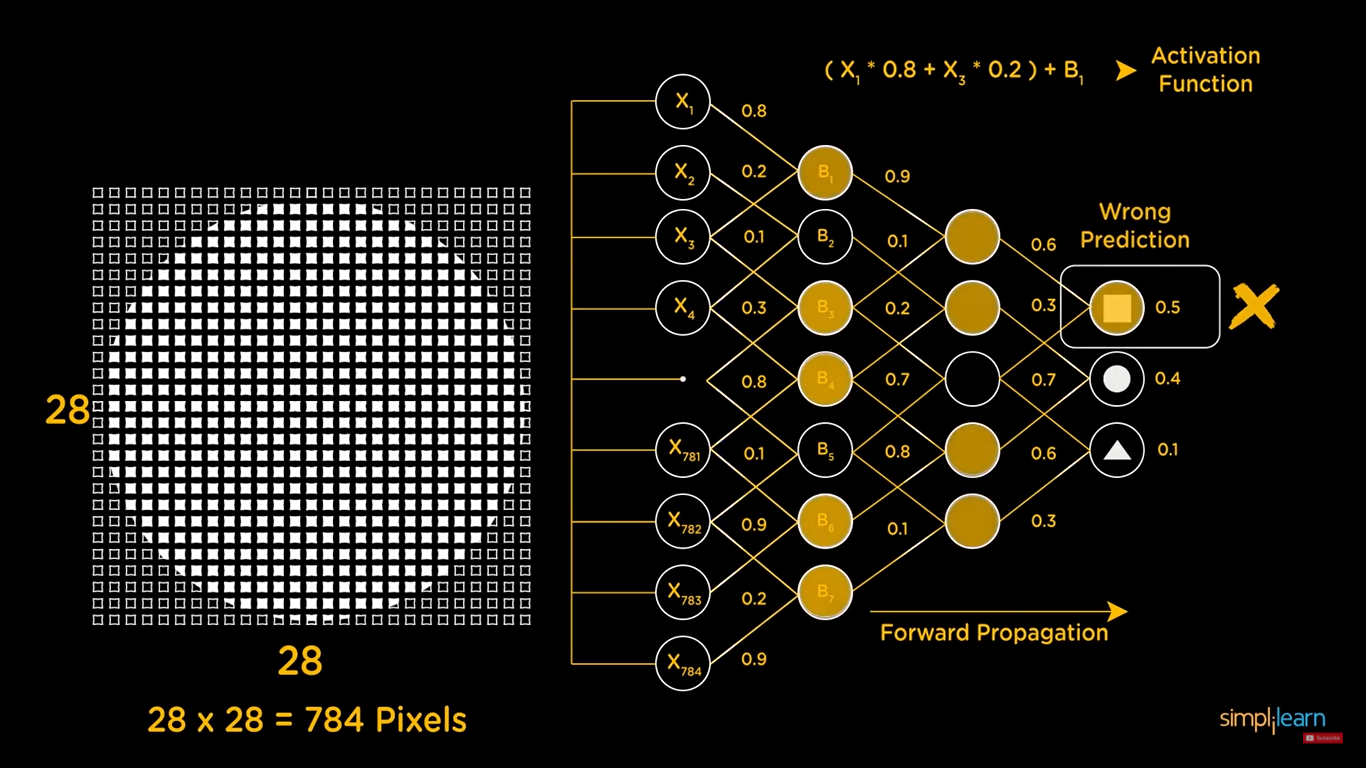 ( X₁ * 0.8 + X₃ * 0.2 ) + B₁
Activation
Function
X₁
0.8
X₂
0.2
B₁
0.9
Wrong
Prediction
X₃
0.1
B₂
0.1
0.6
X₄
0.3
B₃
0.2
0.3
0.5
0.8
B₄
0.7
0.7
0.4
28
X₇₈₁
0.1
B₅
0.8
0.6
0.1
X₇₈₂
0.9
B₆
0.1
0.3
X₇₈₃
0.2
B₇
Forward Propagation
X₇₈₄
0.9
28
28 x 28 = 784 Pixels
simplilearn
Subscribe